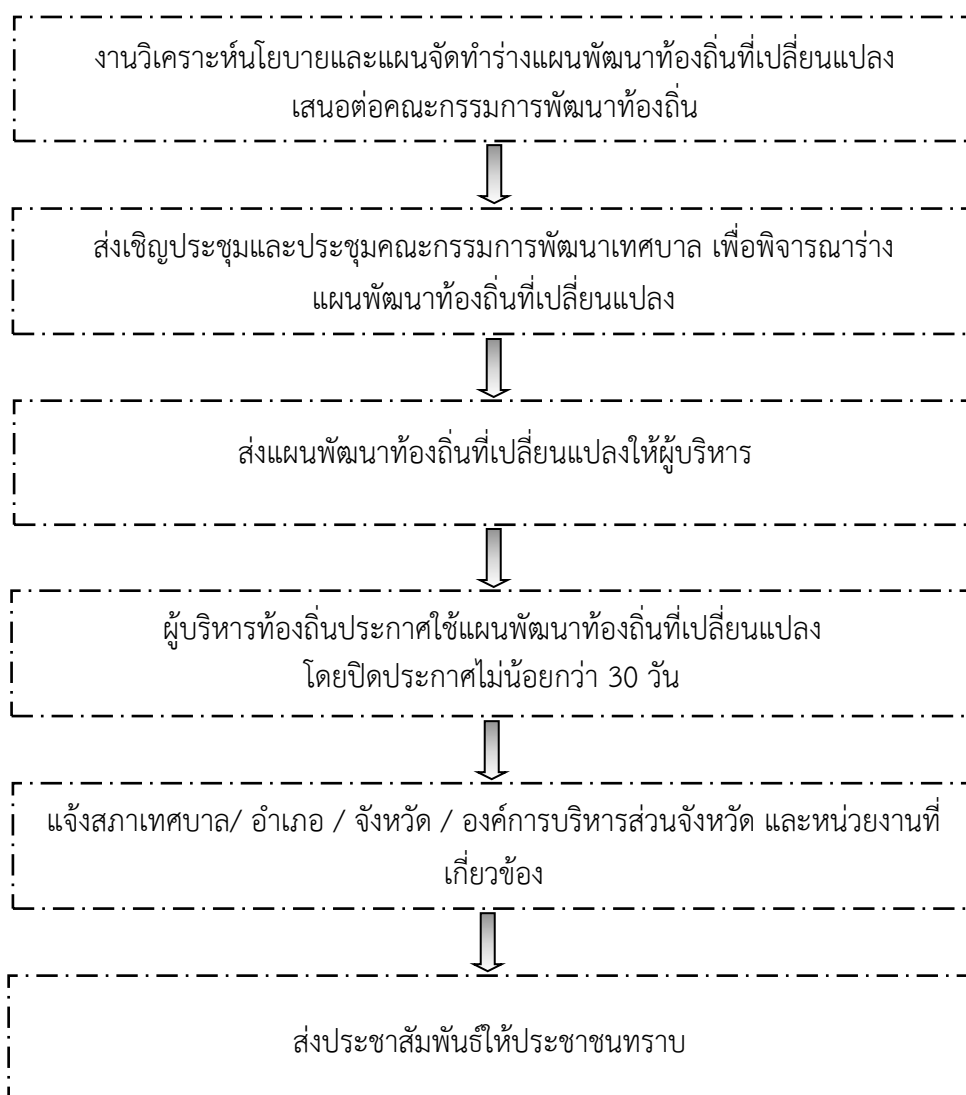 งานวิเคราะห์นโยบายและแผนจัดทำร่างแผนพัฒนาท้องถิ่นที่เปลี่ยนแปลง
เสนอต่อคณะกรรมการพัฒนาท้องถิ่น
ส่งเชิญประชุมและประชุมคณะกรรมการพัฒนาเทศบาล เพื่อพิจารณาร่าง
แผนพัฒนาท้องถิ่นที่เปลี่ยนแปลง
ส่งแผนพัฒนาท้องถิ่นที่เปลี่ยนแปลงให้ผู้บริหาร
ผู้บริหารท้องถิ่นประกาศใช้แผนพัฒนาท้องถิ่นที่เปลี่ยนแปลง
โดยปิดประกาศไม่น้อยกว่า 30 วัน
แจ้งสภาเทศบาล/ อำเภอ / จังหวัด / องค์การบริหารส่วนจังหวัด และหน่วยงานที่
เกี่ยวข้อง
ส่งประชาสัมพันธ์ให้ประชาชนทราบ